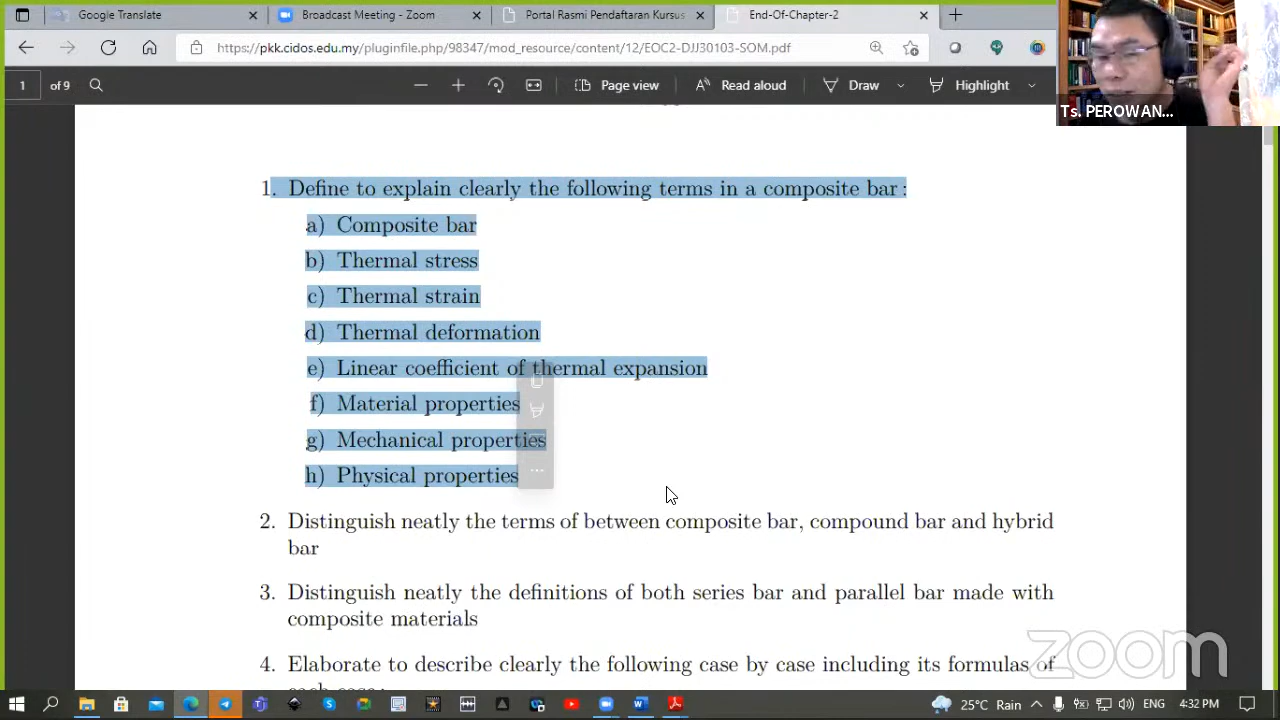 Google Translate
Broadcast Meeting - Zoom
Portal Rasmi Pendaftaran Kursus
End-Of-Chapter-2
https://pkk.cidos.edu.my/pluginfile.php/98347/mod_resource/content/12/EOC2-DJJ30103-SOM.pdf
1 of 9
Page view
Read aloud
Draw
Highlight
Ts. PEROWAN...
1. Define to explain clearly the following terms in a composite bar :
a) Composite bar
b) Thermal stress
c) Thermal strain
d) Thermal deformation
e) Linear coefficient of thermal expansion
f) Material properties
g) Mechanical properties
h) Physical properties
2. Distinguish neatly the terms of between composite bar, compound bar and hybrid
bar
3. Distinguish neatly the definitions of both series bar and parallel bar made with
composite materials
4. Elaborate to describe clearly the following case by case including its formulas of
each case :
zoom
25°C Rain
ENG
4:32 PM